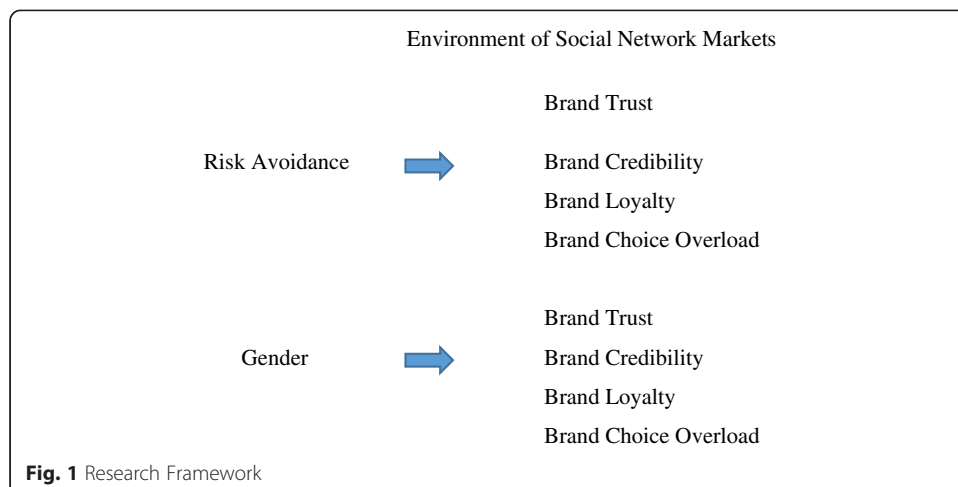 Environment of Social Network Markets
Brand Trust
Risk Avoidance
Brand Credibility
Brand Loyalty
Brand Choice Overload
Brand Trust
Gender
Brand Credibility
Brand Loyalty
Brand Choice Overload
Fig. 1 Research Framework